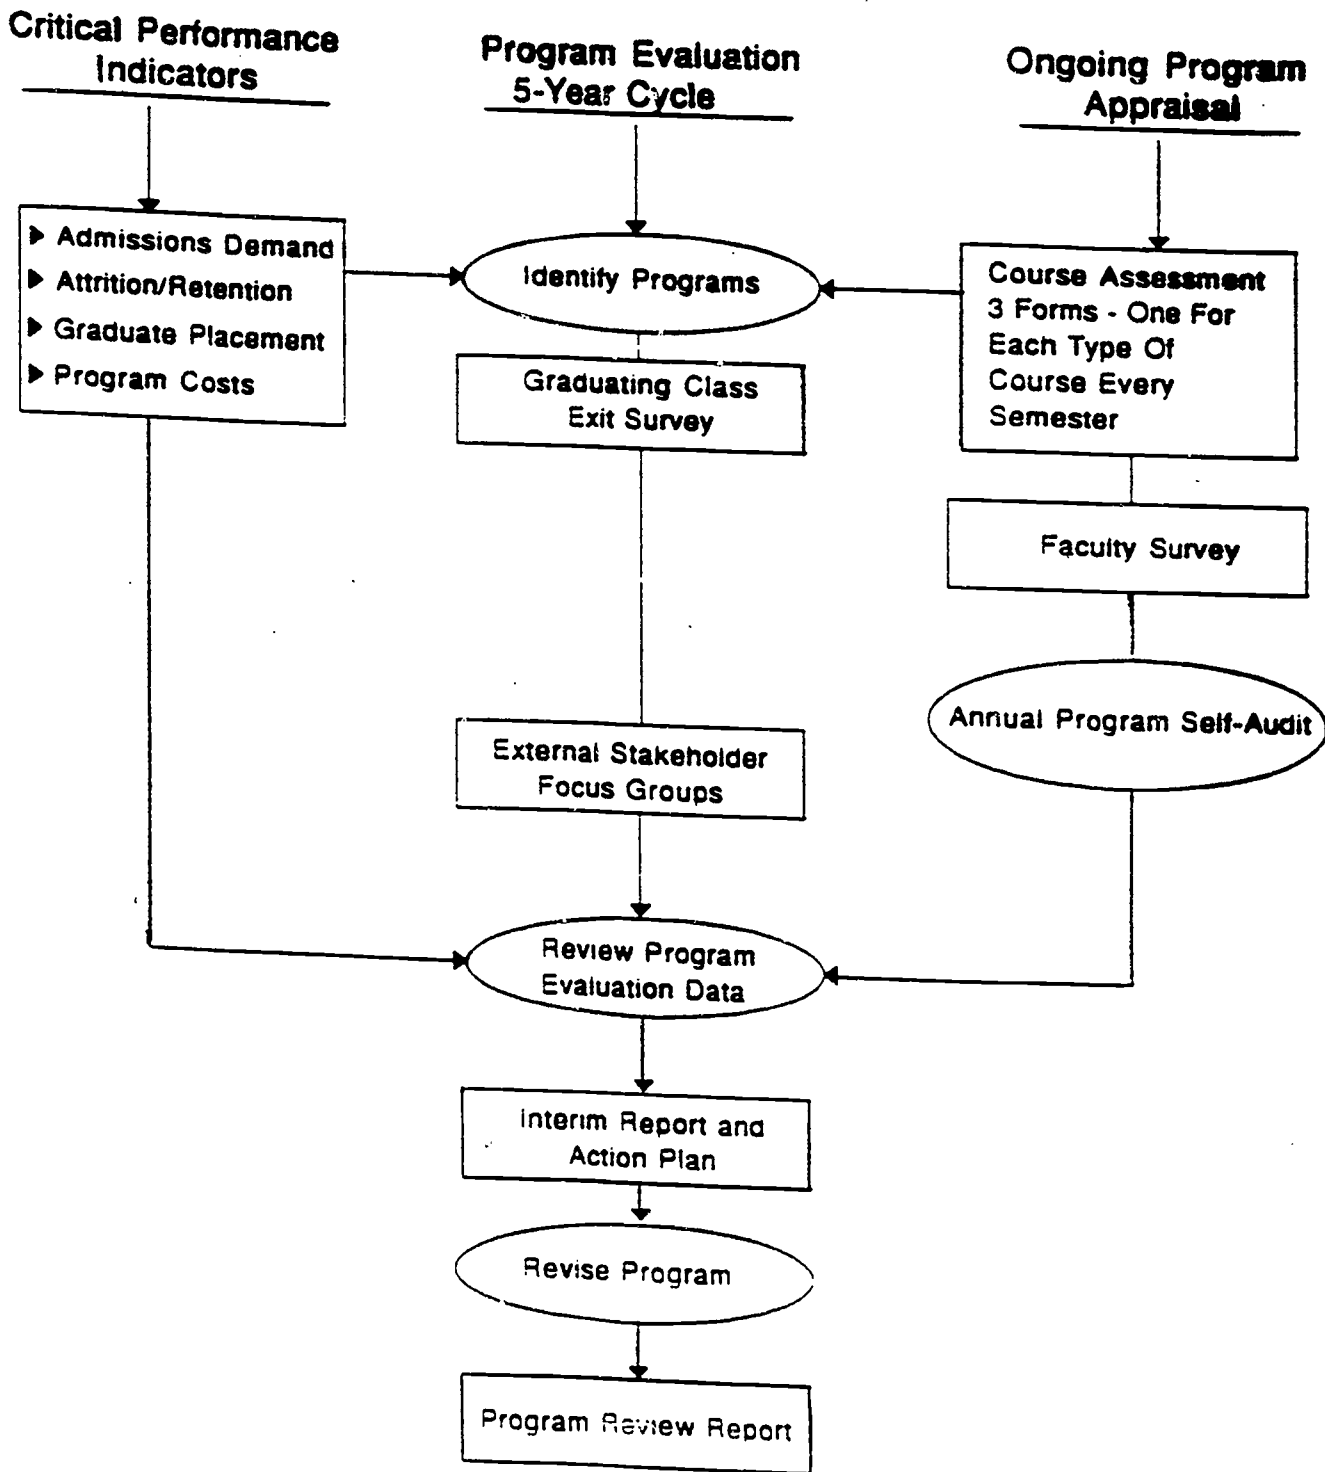 Critical Performance
Indicators
Program Evaluation
5-Year Cycle
Ongoing Program
Appraisal
▶ Admissions Demand
▶ Attrition/Retention
▶ Graduate Placement
▶ Program Costs
Identify Programs
Course Assessment
3 Forms - One For
Each Type Of
Course Every
Semester
Graduating Class
Exit Survey
Faculty Survey
Annual Program Self-Audit
External Stakeholder
Focus Groups
Review Program
Evaluation Data
Interim Report and
Action Plan
Revise Program
Program Review Report